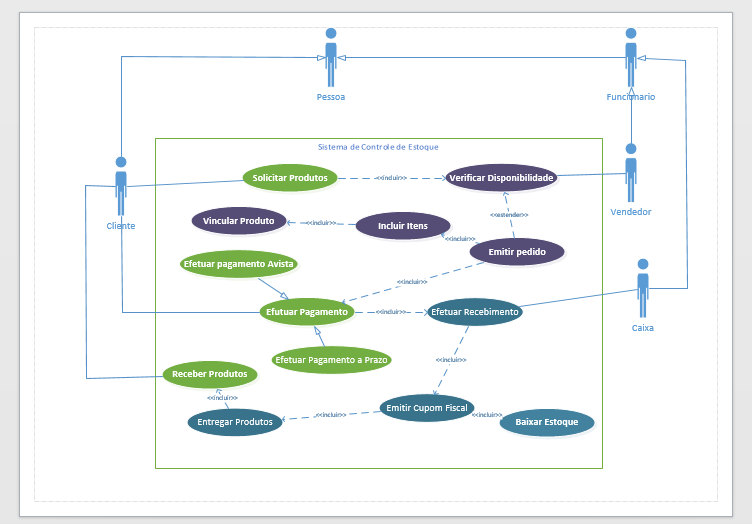 Pessoa
Funcionario
Sistema de Controle de Estoque
Solicitar Produtos
<<incluir>>
Verificar Disponibilidade
Cliente
Vendedor
Vincular Produto
<<incluir>>
Incluir Itens
<<estender>>
<<incluir>>
Emitir pedido
Efetuar pagamento Avista
<<incluir>>
Efutuar Pagamento
<<incluir>>
Efetuar Recebimento
Caixa
Efetuar Pagamento a Prazo
<<incluir>>
Receber Produtos
<<incluir>>
Entregar Produtos
<<incluir>>
Emitir Cupom Fiscal
<<incluir>>
Baixar Estoque